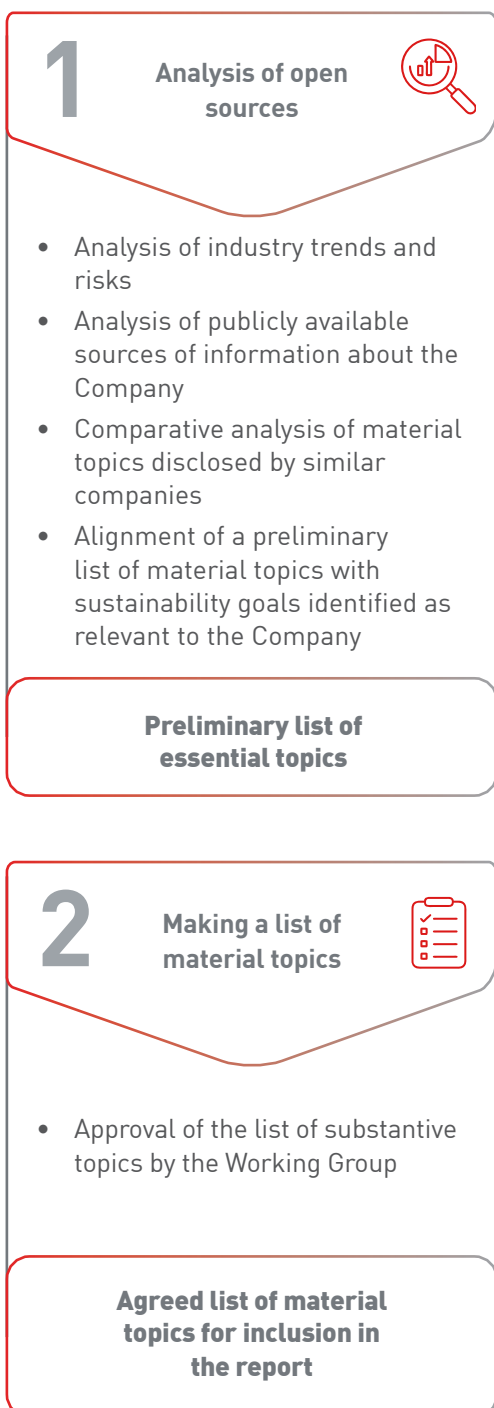 1
Analysis of open
sources
• Analysis of industry trends and
risks
• Analysis of publicly available
sources of information about the
Company
• Comparative analysis of material
topics disclosed by similar
companies
• Alignment of a preliminary
list of material topics with
sustainability goals identified as
relevant to the Company
Preliminary list of
essential topics
2
Making a list of
material topics
• Approval of the list of substantive
topics by the Working Group
Agreed list of material
topics for inclusion in
the report